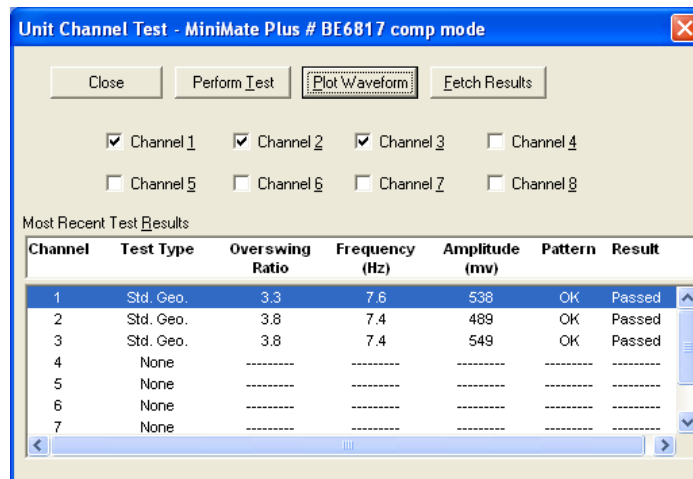 Unit Channel Test - MiniMate Plus # BE6817 comp mode
Close Perform Test Plot Waveform Fetch Results
Channel 1 Channel 2 Channel 3 Channel 4
Channel 5 Channel 6 Channel 7 Channel 8
Most Recent Test Results
Channel Test Type Overswing Ratio Frequency (Hz) Amplitude (mv) Pattern Result
1 Std. Geo. 3.3 7.6 538 OK Passed
2 Std. Geo. 3.8 7.4 489 OK Passed
3 Std. Geo. 3.8 7.4 549 OK Passed
4 None --------- --------- --------- --------- ---------
5 None --------- --------- --------- --------- ---------
6 None --------- --------- --------- --------- ---------
7 None --------- --------- --------- --------- ---------